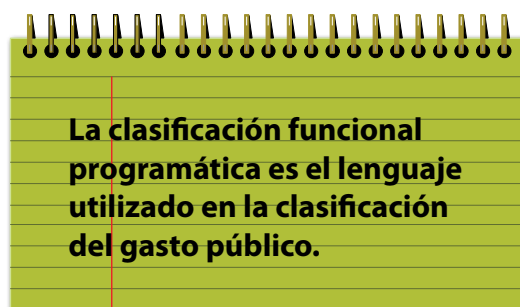 La clasificación funcional
programática es el lenguaje
utilizado en la clasificación
del gasto público.